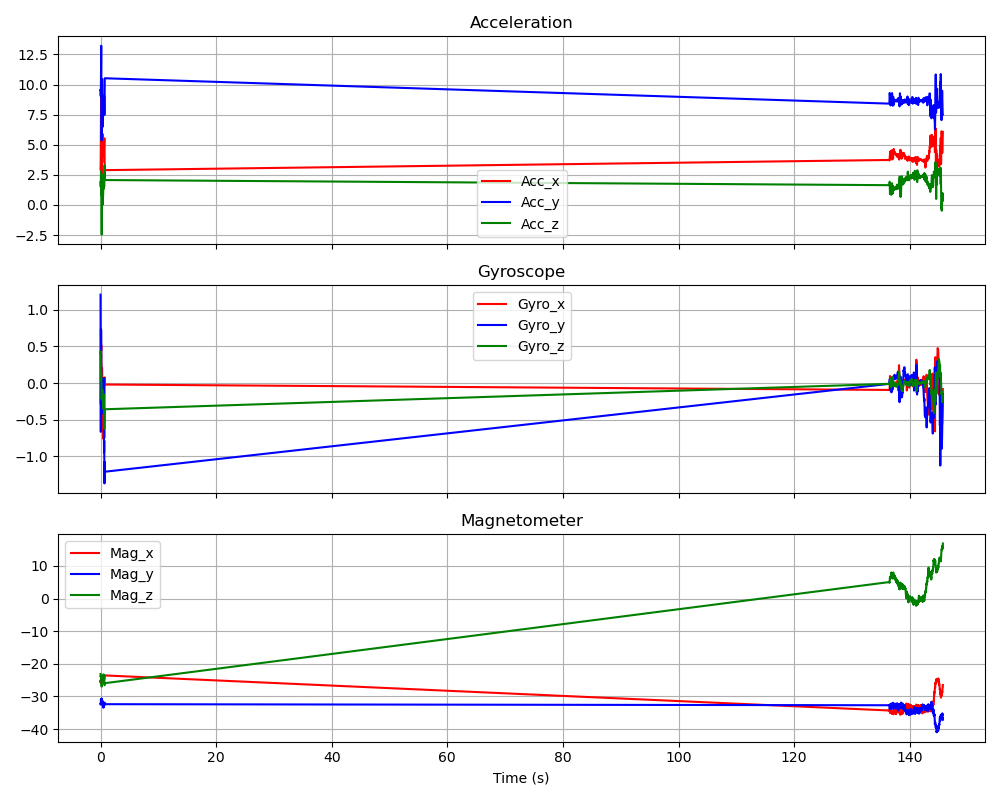 Acceleration
12.5
10.0
7.5
5.0
2.5
0.0
−2.5
Acc_x
Acc_y
Acc_z
Gyroscope
1.0
0.5
0.0
−0.5
−1.0
Gyro_x
Gyro_y
Gyro_z
Magnetometer
10
0
−10
−20
−30
−40
Mag_x
Mag_y
Mag_z
0 20 40 60 80 100 120 140
Time (s)